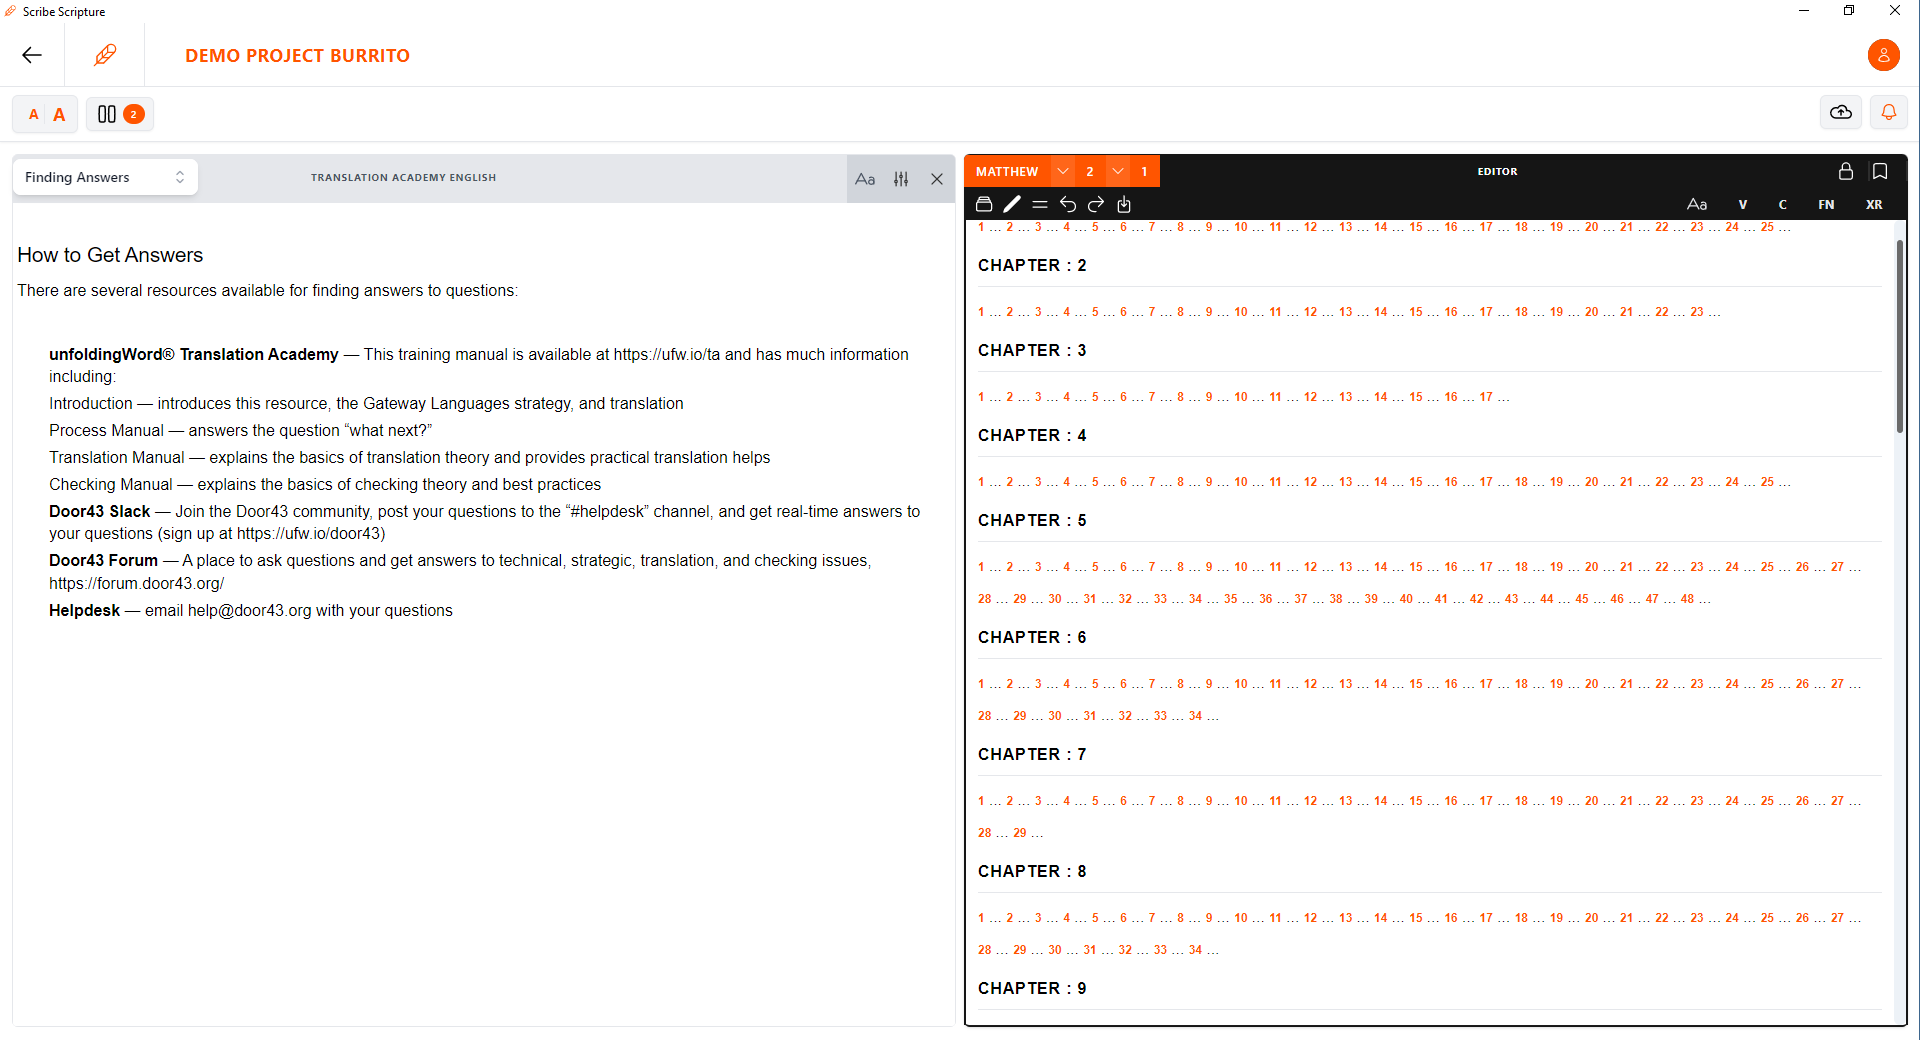 Scribe Scripture
DEMO PROJECT BURRITO
A A 2
Finding Answers
TRANSLATION ACADEMY ENGLISH
Aa
How to Get Answers
There are several resources available for finding answers to questions:
unfoldingWord® Translation Academy — This training manual is available at https://ufw.io/ta and has much information
including:
Introduction — introduces this resource, the Gateway Languages strategy, and translation
Process Manual — answers the question “what next?”
Translation Manual — explains the basics of translation theory and provides practical translation helps
Checking Manual — explains the basics of checking theory and best practices
Door43 Slack — Join the Door43 community, post your questions to the “#helpdesk” channel, and get real-time answers to
your questions (sign up at https://ufw.io/door43)
Door43 Forum — A place to ask questions and get answers to technical, strategic, translation, and checking issues,
https://forum.door43.org/
Helpdesk — email help@door43.org with your questions
MATTHEW 2 1
EDITOR
Aa V C FN XR
1 ... 2 ... 3 ... 4 ... 5 ... 6 ... 7 ... 8 ... 9 ... 10 ... 11 ... 12 ... 13 ... 14 ... 15 ... 16 ... 17 ... 18 ... 19 ... 20 ... 21 ... 22 ... 23 ... 24 ... 25 ...
CHAPTER : 2
1 ... 2 ... 3 ... 4 ... 5 ... 6 ... 7 ... 8 ... 9 ... 10 ... 11 ... 12 ... 13 ... 14 ... 15 ... 16 ... 17 ... 18 ... 19 ... 20 ... 21 ... 22 ... 23 ...
CHAPTER : 3
1 ... 2 ... 3 ... 4 ... 5 ... 6 ... 7 ... 8 ... 9 ... 10 ... 11 ... 12 ... 13 ... 14 ... 15 ... 16 ... 17 ...
CHAPTER : 4
1 ... 2 ... 3 ... 4 ... 5 ... 6 ... 7 ... 8 ... 9 ... 10 ... 11 ... 12 ... 13 ... 14 ... 15 ... 16 ... 17 ... 18 ... 19 ... 20 ... 21 ... 22 ... 23 ... 24 ... 25 ...
CHAPTER : 5
1 ... 2 ... 3 ... 4 ... 5 ... 6 ... 7 ... 8 ... 9 ... 10 ... 11 ... 12 ... 13 ... 14 ... 15 ... 16 ... 17 ... 18 ... 19 ... 20 ... 21 ... 22 ... 23 ... 24 ... 25 ... 26 ... 27 ...
28 ... 29 ... 30 ... 31 ... 32 ... 33 ... 34 ... 35 ... 36 ... 37 ... 38 ... 39 ... 40 ... 41 ... 42 ... 43 ... 44 ... 45 ... 46 ... 47 ... 48 ...
CHAPTER : 6
1 ... 2 ... 3 ... 4 ... 5 ... 6 ... 7 ... 8 ... 9 ... 10 ... 11 ... 12 ... 13 ... 14 ... 15 ... 16 ... 17 ... 18 ... 19 ... 20 ... 21 ... 22 ... 23 ... 24 ... 25 ... 26 ... 27 ...
28 ... 29 ... 30 ... 31 ... 32 ... 33 ... 34 ...
CHAPTER : 7
1 ... 2 ... 3 ... 4 ... 5 ... 6 ... 7 ... 8 ... 9 ... 10 ... 11 ... 12 ... 13 ... 14 ... 15 ... 16 ... 17 ... 18 ... 19 ... 20 ... 21 ... 22 ... 23 ... 24 ... 25 ... 26 ... 27 ...
28 ... 29 ...
CHAPTER : 8
1 ... 2 ... 3 ... 4 ... 5 ... 6 ... 7 ... 8 ... 9 ... 10 ... 11 ... 12 ... 13 ... 14 ... 15 ... 16 ... 17 ... 18 ... 19 ... 20 ... 21 ... 22 ... 23 ... 24 ... 25 ... 26 ... 27 ...
28 ... 29 ... 30 ... 31 ... 32 ... 33 ... 34 ...
CHAPTER : 9